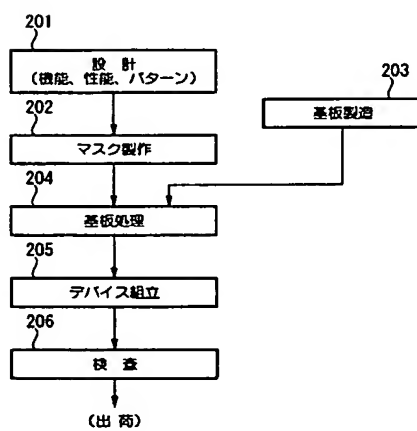 201
設 計
(機能、性能、パターン)
203
基板製造
202
マスク製作
204
基板処理
205
デバイス組立
206
検 査
(出 荷)